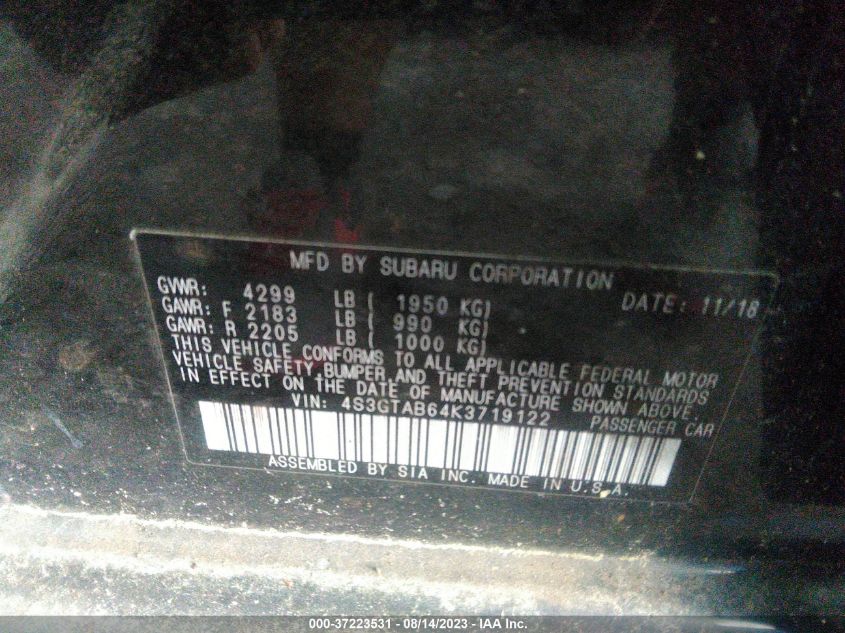 MFD BY SUBARU CORPORATION
DATE: 11/18
GVWR: 4299 LB ( 1950 KG)
GAWR: F 2183 LB ( 990 KG)
GAWR: R 2205 LB ( 1000 KG)
THIS VEHICLE CONFORMS TO ALL APPLICABLE FEDERAL MOTOR
VEHICLE SAFETY, BUMPER AND THEFT PREVENTION STANDARDS
IN EFFECT ON THE DATE OF MANUFACTURE SHOWN ABOVE.
VIN: 4S3GTAB64K3719122 PASSENGER CAR
ASSEMBLED BY SIA INC. MADE IN U.S.A.
000-37223531 - 08/14/2023 - IAA Inc.